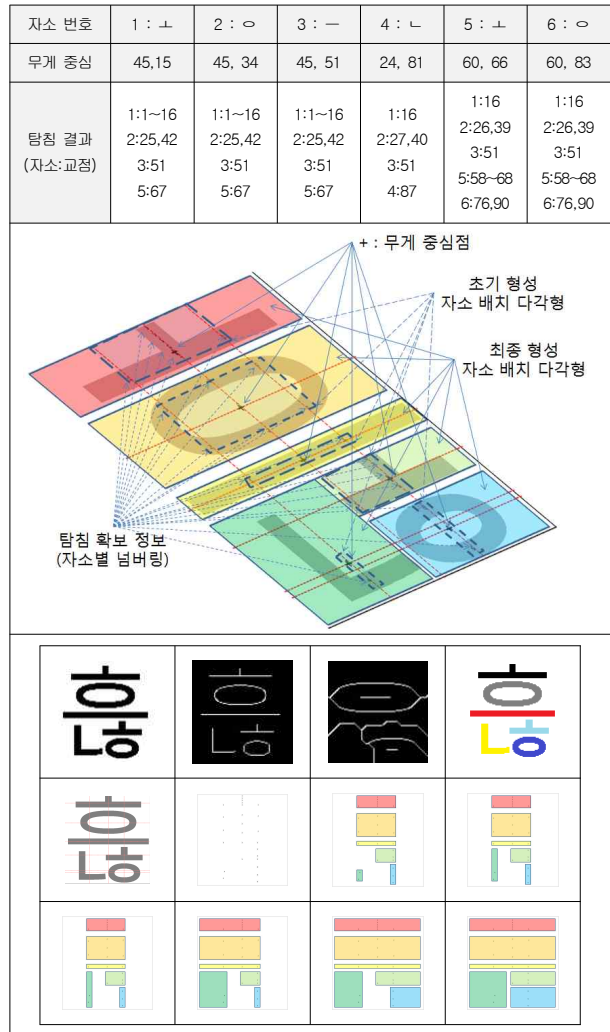 자소 번호 1 : ㅗ 2 : ㅇ 3 : ㅡ 4 : ㄴ 5 : ㅗ 6 : ㅇ
무게 중심 45,15 45, 34 45, 51 24, 81 60, 66 60, 83
탐침 결과
(자소:교점)
1:1~16
2:25,42
3:51
5:67
1:1~16
2:25,42
3:51
5:67
1:1~16
2:25,42
3:51
5:67
1:16
2:27,40
3:51
4:87
1:16
2:26,39
3:51
5:58~68
6:76,90
1:16
2:26,39
3:51
5:58~68
6:76,90
+ : 무게 중심점
초기 형성
자소 배치 다각형
최종 형성
자소 배치 다각형
탐침 확보 정보
(자소별 넘버링)
흟